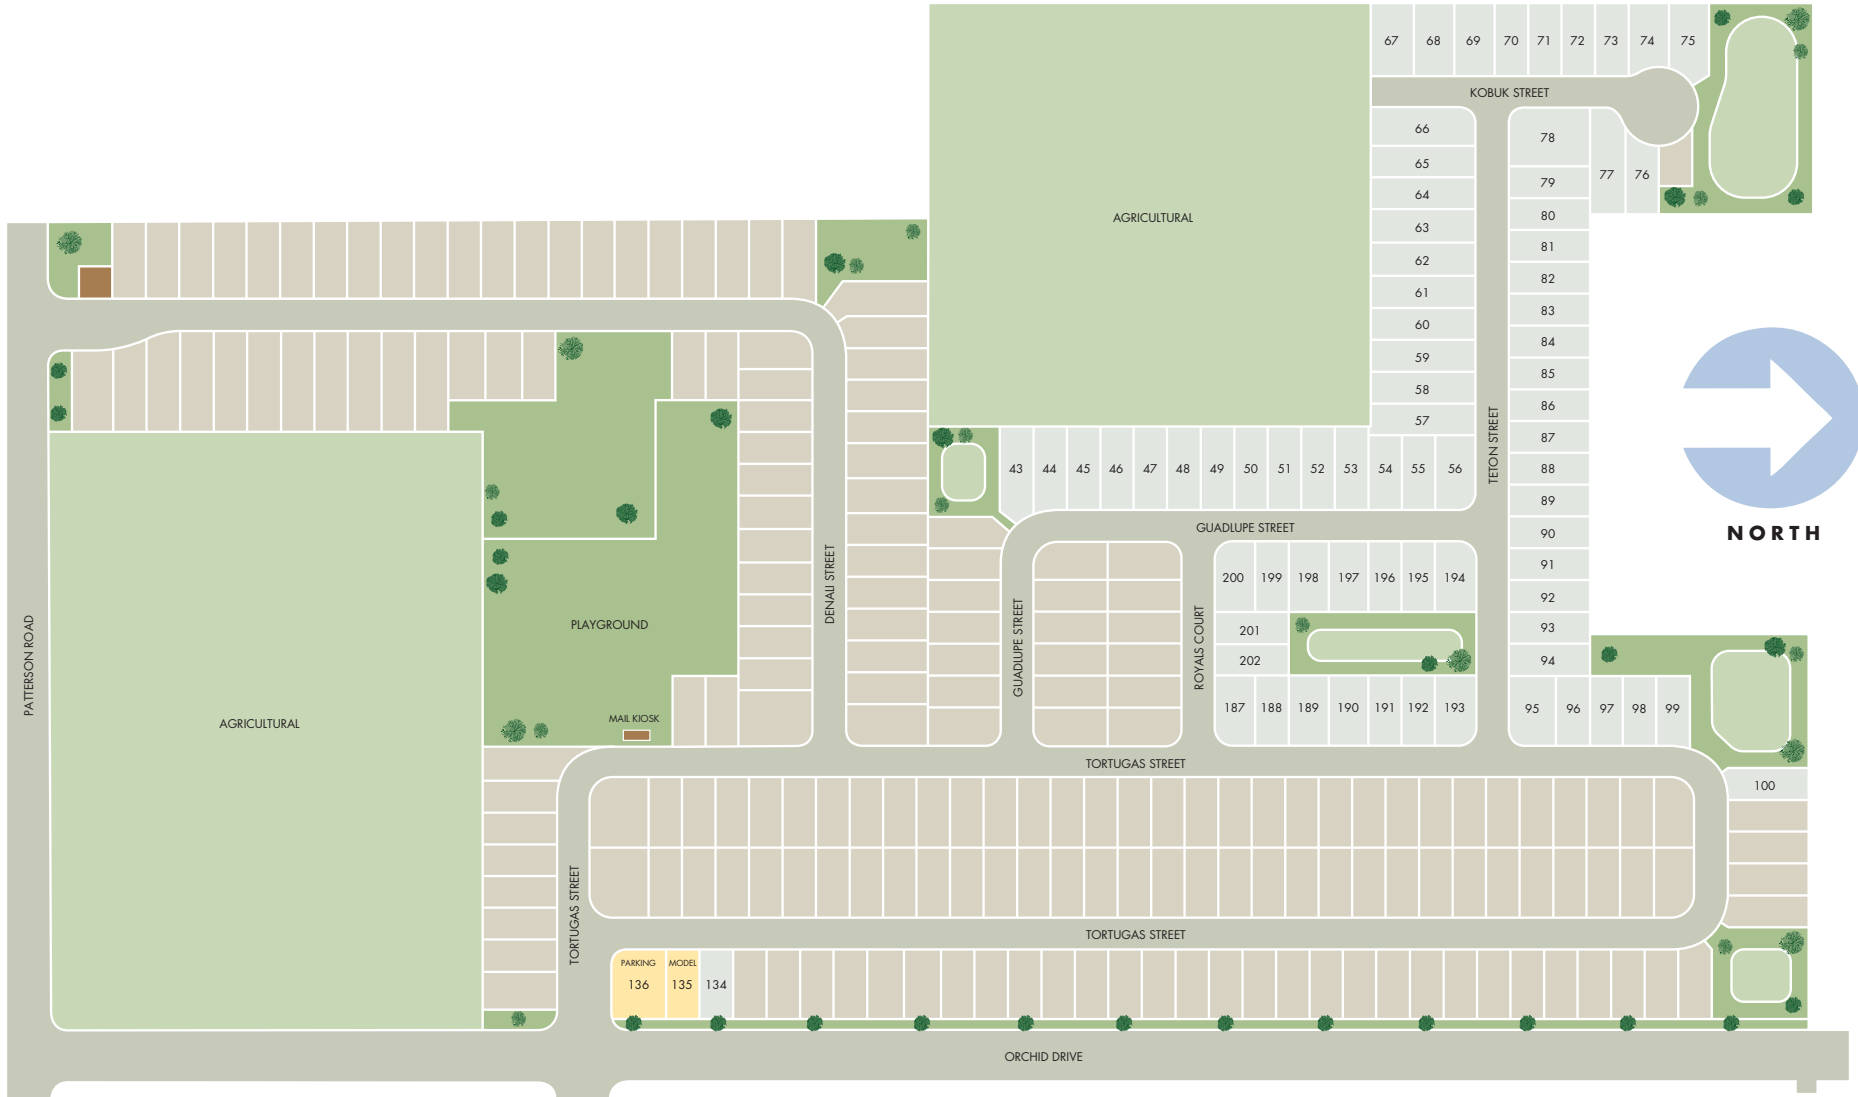 67 68 69 70 71 72 73 74 75
KOBUK STREET
66
65
64
63
62
61
60
59
58
57
78
79
80
81
82
83
84
85
86
87
88
89
90
91
92
93
94
77 76
AGRICULTURAL
TETON STREET
NORTH
43 44 45 46 47 48 49 50 51 52 53 54 55 56
GUADLUPE STREET
200 199 198 197 196 195 194
201
202
187 188 189 190 191 192 193
95 96 97 98 99
100
ROYALS COURT
GUADLUPE STREET
DENALI STREET
PLAYGROUND
MAIL KIOSK
PATTERSON ROAD
AGRICULTURAL
TORTUGAS STREET
TORTUGAS STREET
TORTUGAS STREET
PARKING
136
MODEL
135
134
ORCHID DRIVE